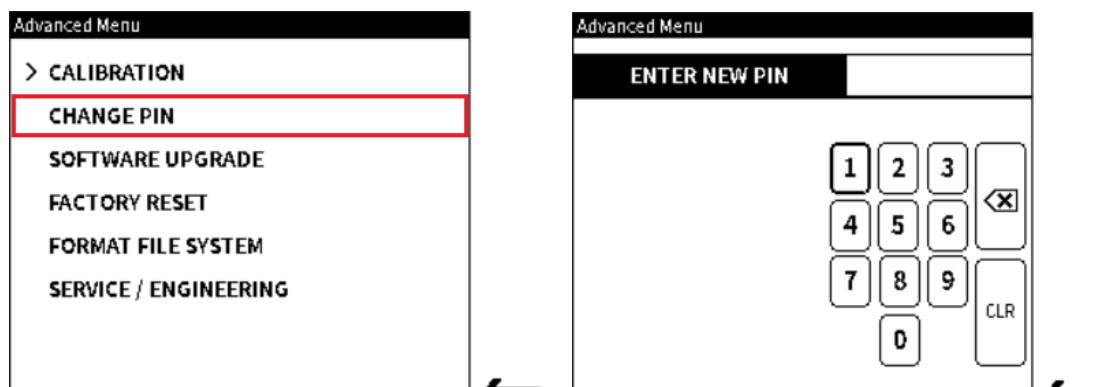 Advanced Menu
> CALIBRATION
CHANGE PIN
SOFTWARE UPGRADE
FACTORY RESET
FORMAT FILE SYSTEM
SERVICE / ENGINEERING
Advanced Menu
ENTER NEW PIN
1 2 3
4 5 6
7 8 9
CLR
0